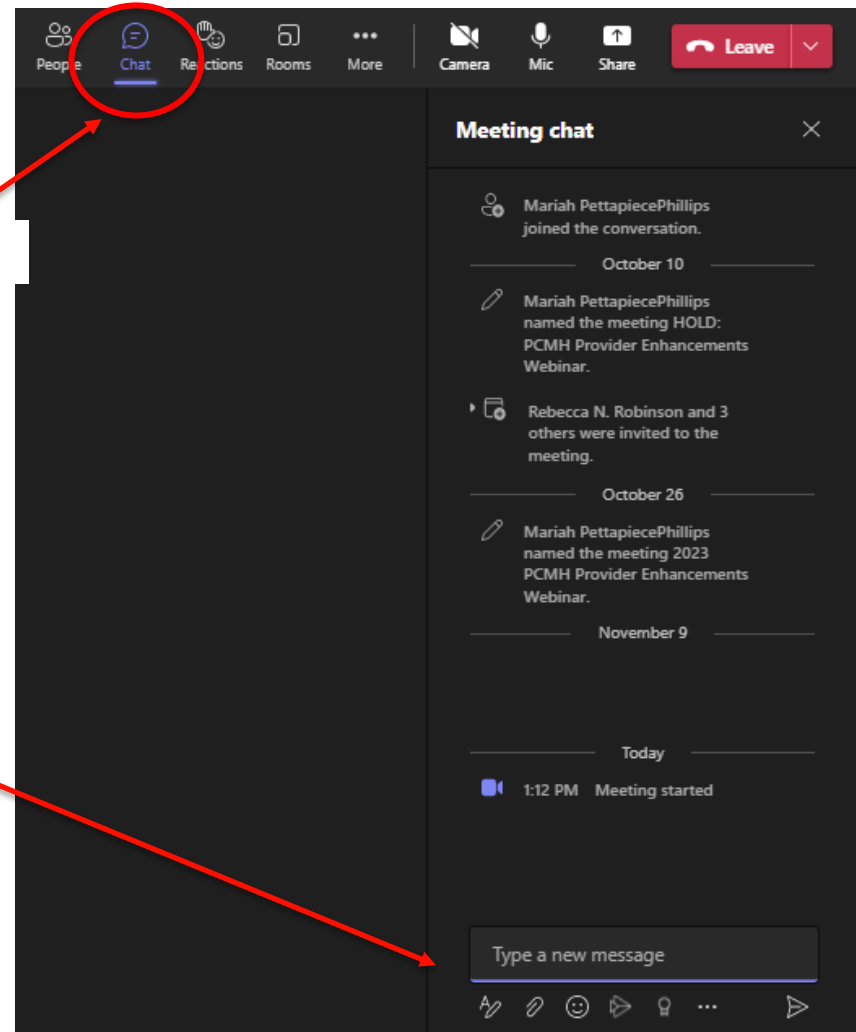 People Chat Reactions Rooms More Camera Mic Share Leave
Meeting chat
Mariah PettapiecePhillips
joined the conversation.
October 10
Mariah PettapiecePhillips
named the meeting HOLD:
PCMH Provider Enhancements
Webinar.
Rebecca N. Robinson and 3
others were invited to the
meeting.
October 26
Mariah PettapiecePhillips
named the meeting 2023
PCMH Provider Enhancements
Webinar.
November 9
Today
1:12 PM Meeting started
Type a new message